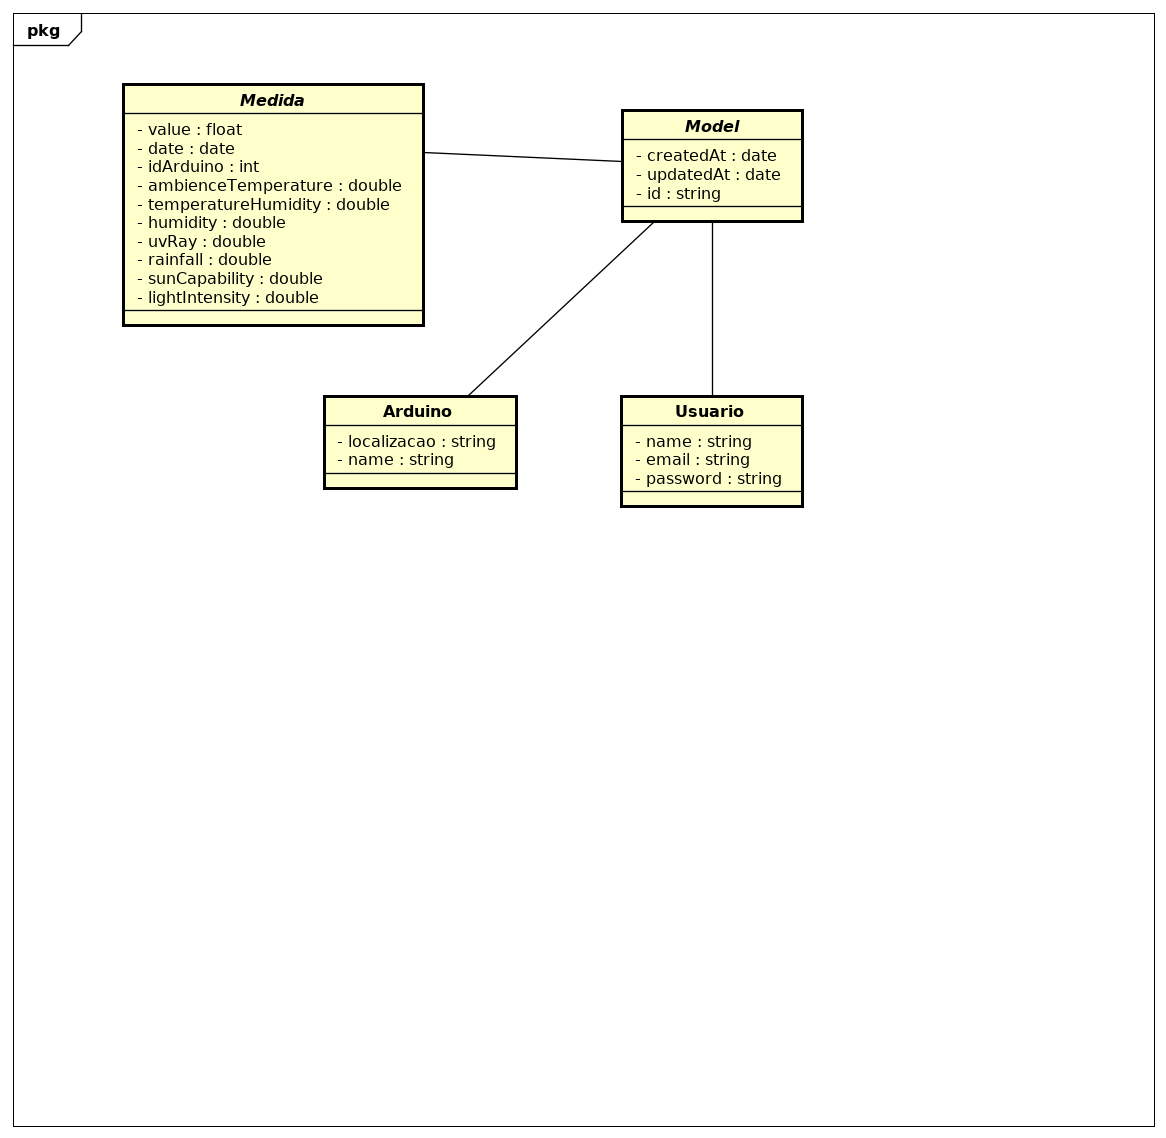 pkg
Medida
- value : float
- date : date
- idArduino : int
- ambienceTemperature : double
- temperatureHumidity : double
- humidity : double
- uvRay : double
- rainfall : double
- sunCapability : double
- lightIntensity : double
Model
- createdAt : date
- updatedAt : date
- id : string
Arduino
- localizacao : string
- name : string
Usuario
- name : string
- email : string
- password : string